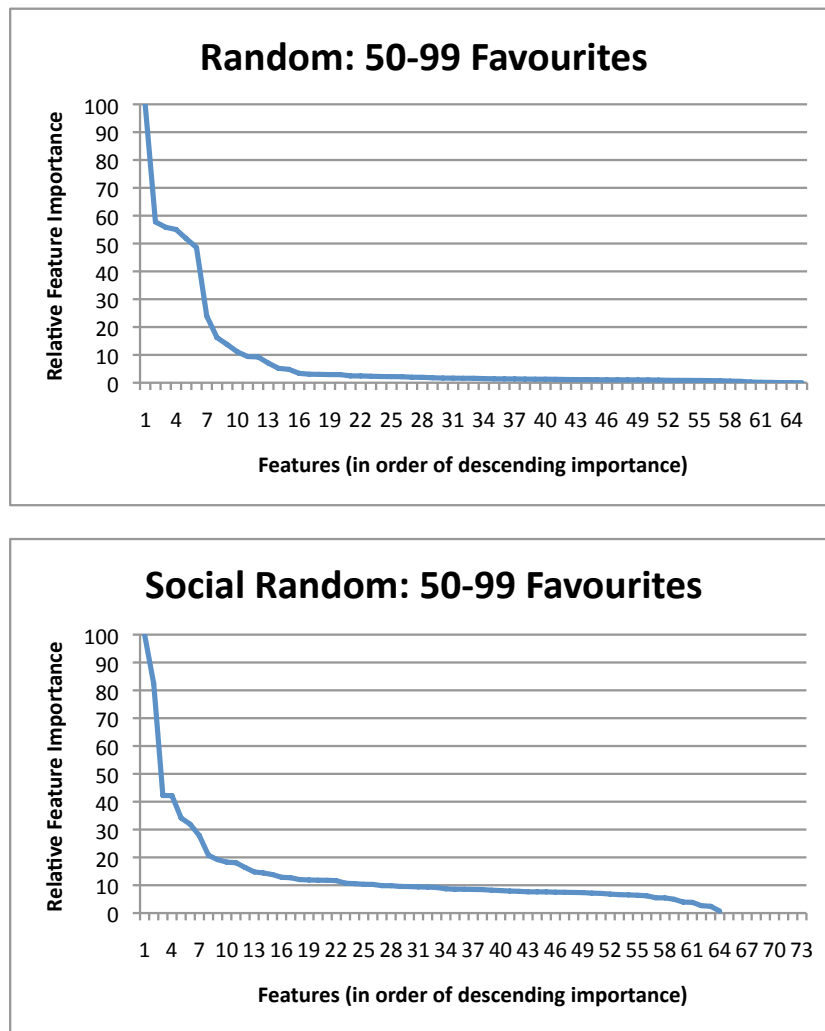 Random: 50-99 Favourites
100
90
80
70
60
50
40
30
20
10
0
Relative Feature Importance
1 4 7 10 13 16 19 22 25 28 31 34 37 40 43 46 49 52 55 58 61 64
Features (in order of descending importance)
Social Random: 50-99 Favourites
100
90
80
70
60
50
40
30
20
10
0
Relative Feature Importance
1 4 7 10 13 16 19 22 25 28 31 34 37 40 43 46 49 52 55 58 61 64 67 70 73
Features (in order of descending importance)